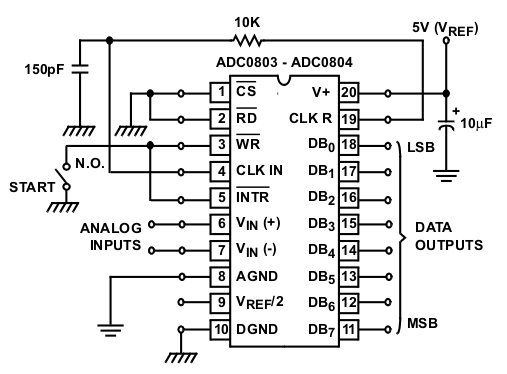 10K
5V (VREF)
150pF
ADC0803 - ADC0804
1 CS V+ 20
2 RD CLK R 19
+
10μF
3 WR DB0 18 LSB
N.O.
START
4 CLK IN DB1 17
5 INTR DB2 16
ANALOG
INPUTS
6 VIN (+) DB3 15
7 VIN (-) DB4 14
DATA
OUTPUTS
8 AGND DB5 13
9 VREF/2 DB6 12
10 DGND DB7 11 MSB